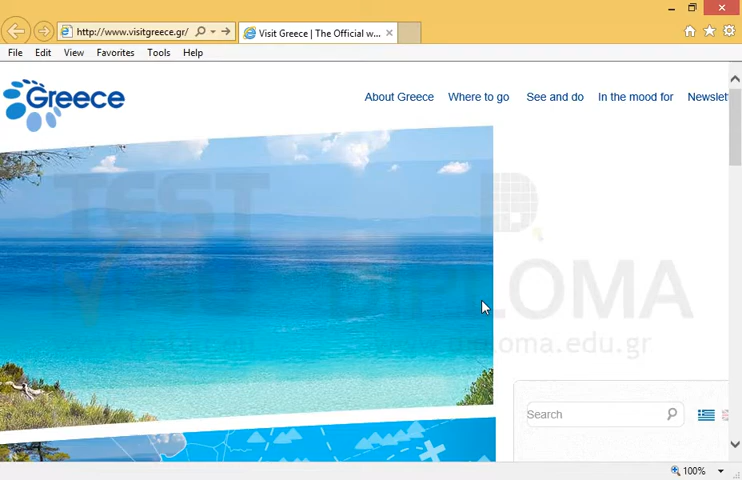 http://www.visitgreece.gr/
Visit Greece | The Official w...
File Edit View Favorites Tools Help
Greece
About Greece Where to go See and do In the mood for Newslet
TEST
DIPLOMA
diploma.edu.gr
Search
100%